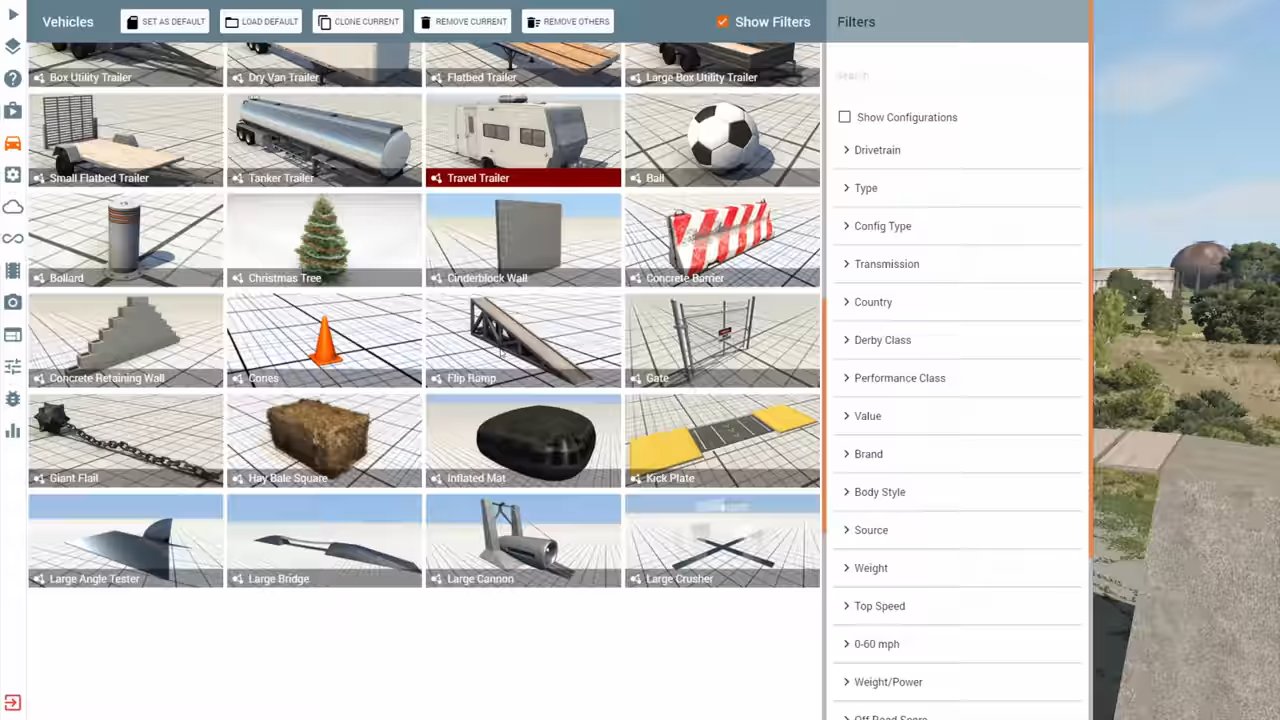 Vehicles
SET AS DEFAULT
LOAD DEFAULT
CLONE CURRENT
REMOVE CURRENT
REMOVE OTHERS
Show Filters
Filters
Box Utility Trailer
Dry Van Trailer
Flatbed Trailer
Large Box Utility Trailer
Small Flatbed Trailer
Tanker Trailer
Travel Trailer
Ball
Bollard
Christmas Tree
Cinderblock Wall
Concrete Barrier
Concrete Retaining Wall
Cones
Flip Ramp
Gate
Giant Flail
Hay Bale Square
Inflated Mat
Kick Plate
Large Angle Tester
Large Bridge
Large Cannon
Large Crusher
Search
Show Configurations
Drivetrain
Type
Config Type
Transmission
Country
Derby Class
Performance Class
Value
Brand
Body Style
Source
Weight
Top Speed
0-60 mph
Weight/Power
Off-Road Score